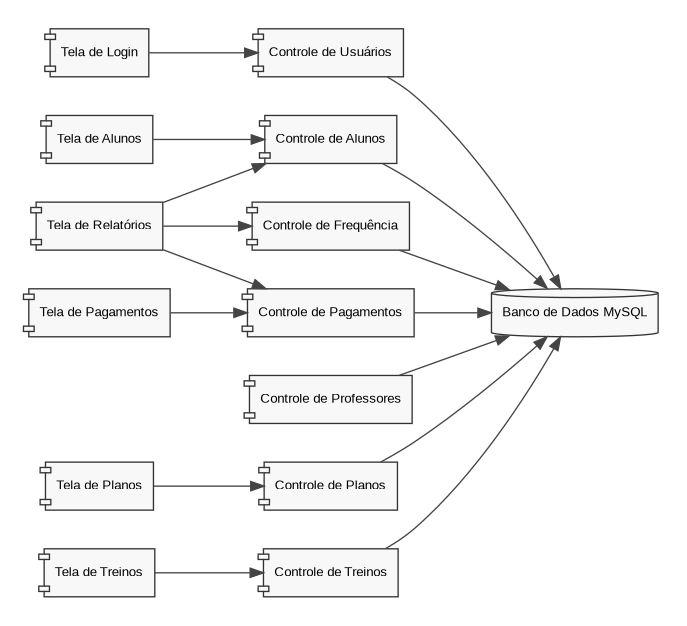 Tela de Login
Controle de Usuários
Tela de Alunos
Controle de Alunos
Tela de Relatórios
Controle de Frequência
Tela de Pagamentos
Controle de Pagamentos
Banco de Dados MySQL
Controle de Professores
Tela de Planos
Controle de Planos
Tela de Treinos
Controle de Treinos